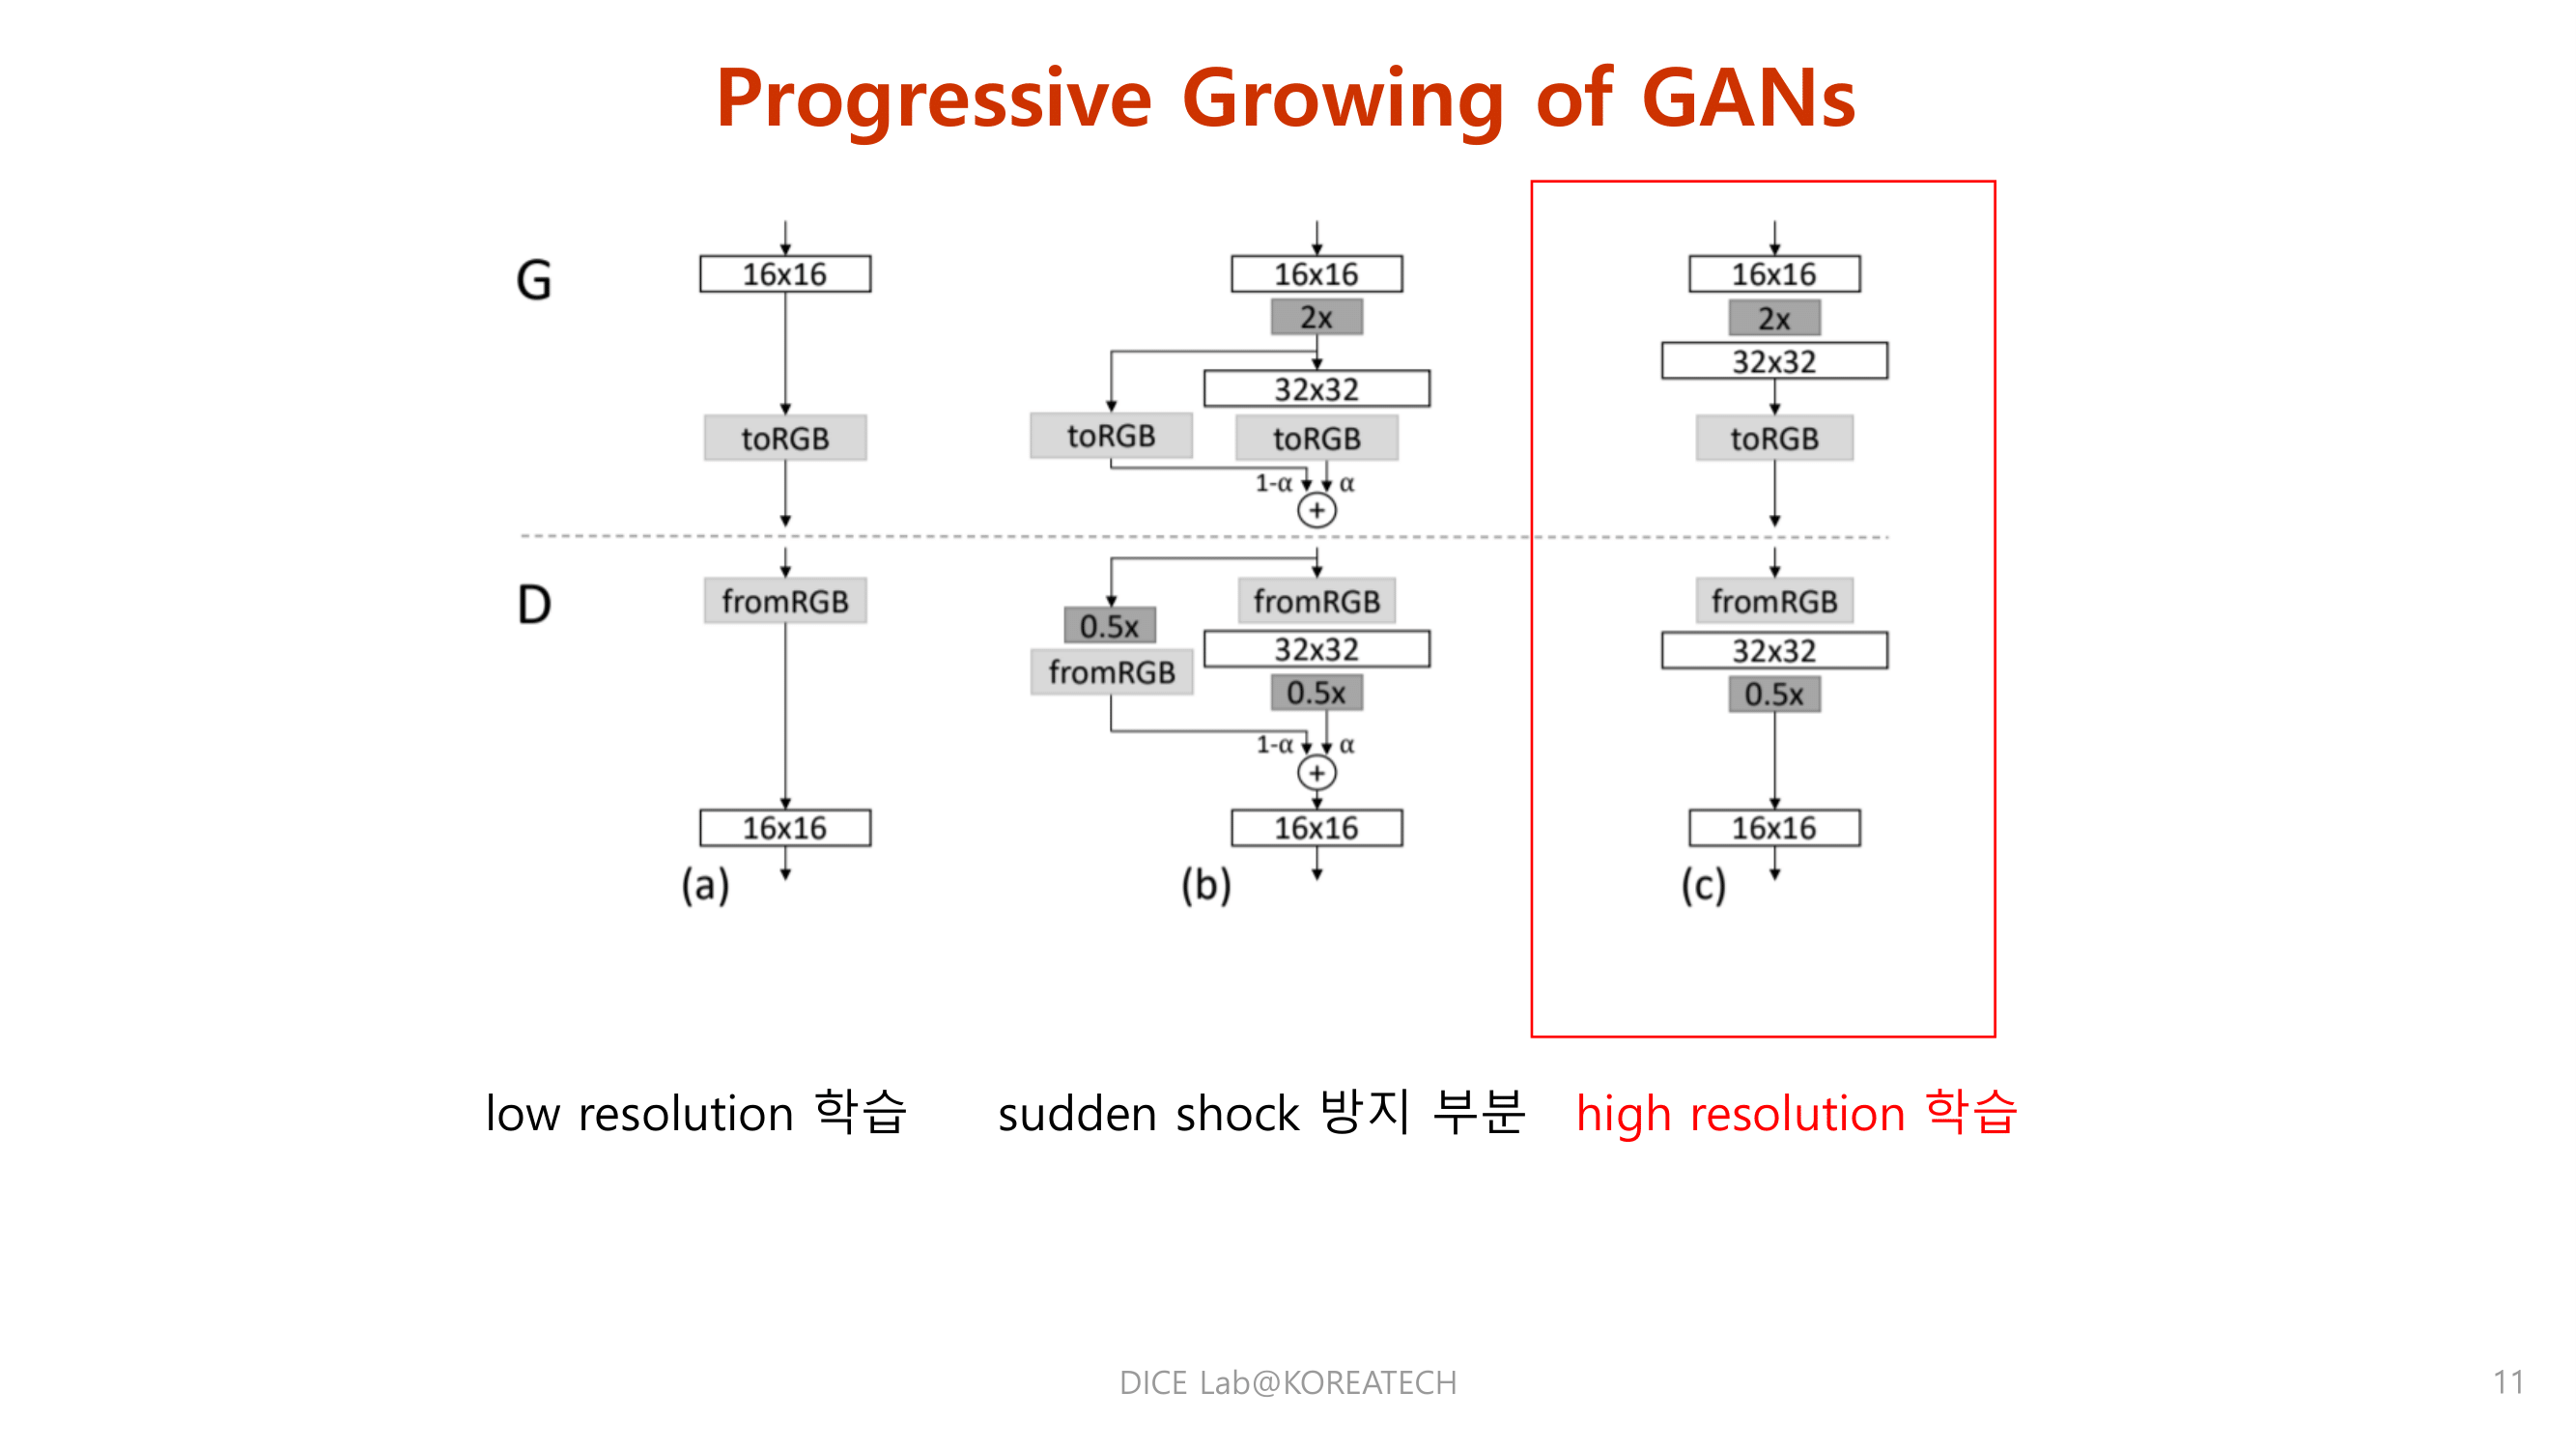 Progressive Growing of GANs
G
16x16
toRGB
16x16
2x
32x32
toRGB
toRGB
1-α
α
+
16x16
2x
32x32
toRGB
D
fromRGB
16x16
(a)
0.5x
fromRGB
fromRGB
32x32
0.5x
1-α
α
+
16x16
(b)
fromRGB
32x32
0.5x
16x16
(c)
low resolution 학습
sudden shock 방지 부분
high resolution 학습
DICE Lab@KOREATECH
11